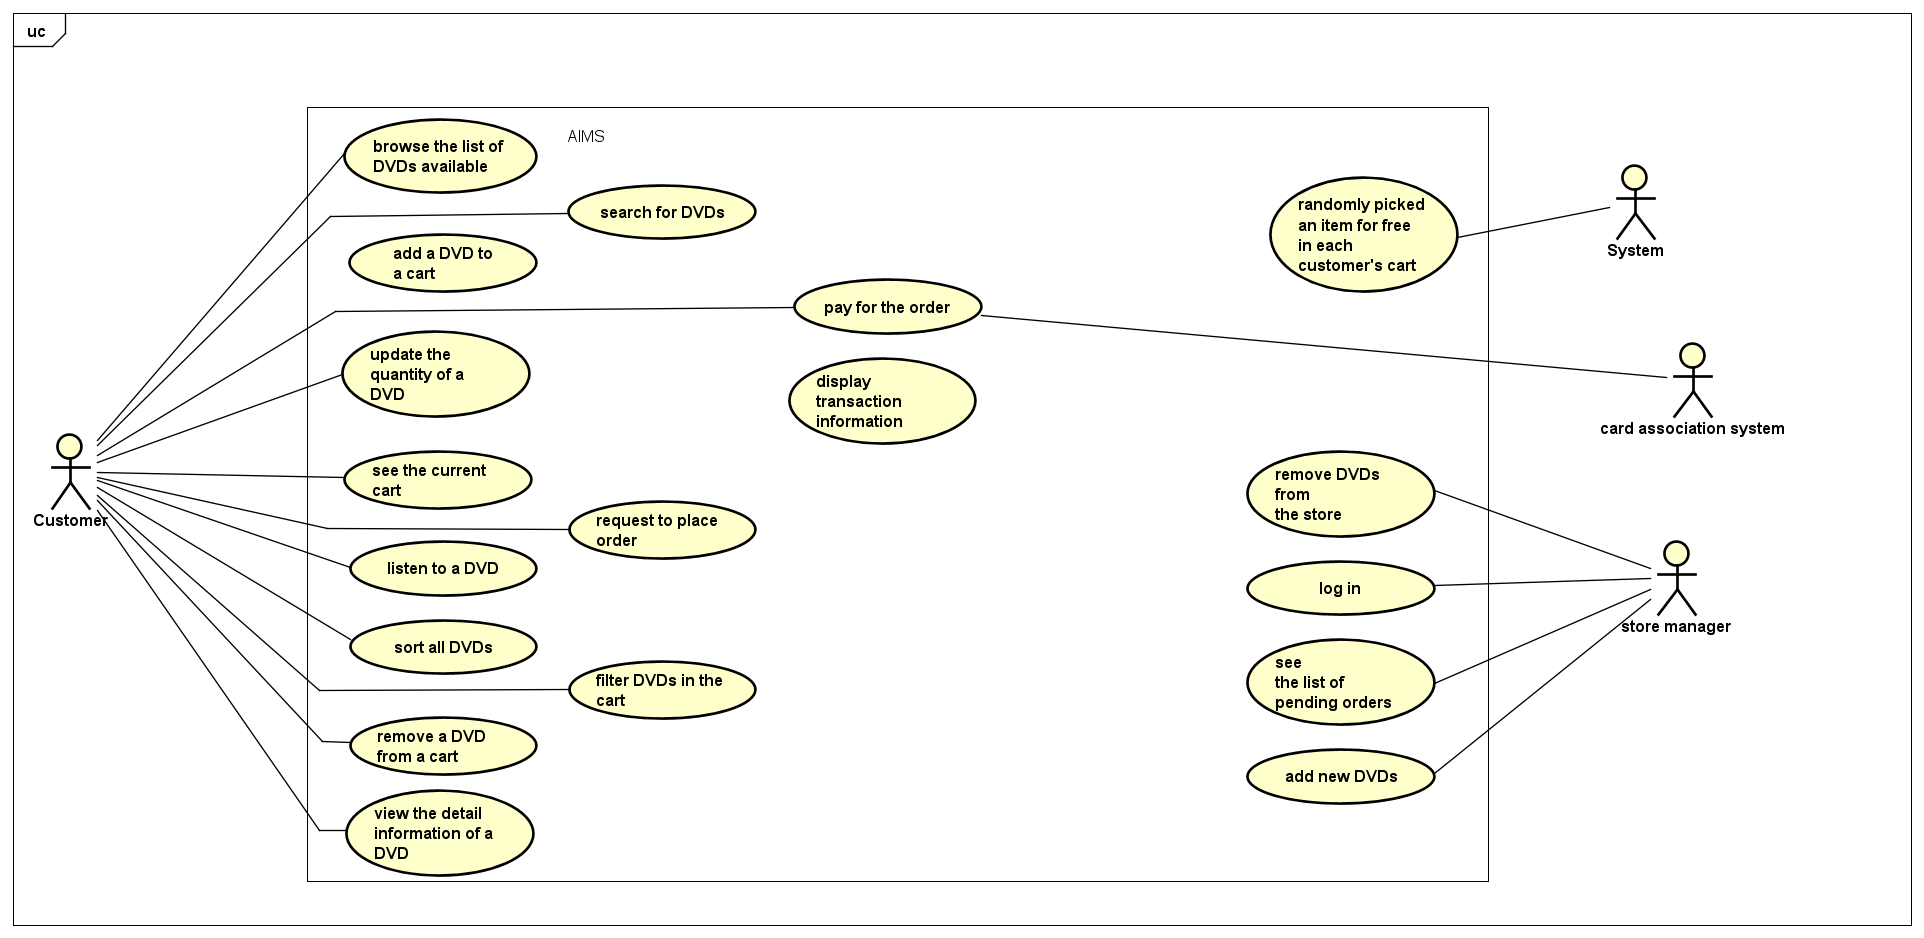 uc
AIMS
browse the list of
DVDs available
search for DVDs
add a DVD to
a cart
pay for the order
update the
quantity of a
DVD
display
transaction
information
see the current
cart
request to place
order
listen to a DVD
sort all DVDs
filter DVDs in the
cart
remove a DVD
from a cart
view the detail
information of a
DVD
randomly picked
an item for free
in each
customer's cart
remove DVDs
from
the store
log in
see
the list of
pending orders
add new DVDs
Customer
System
card association system
store manager